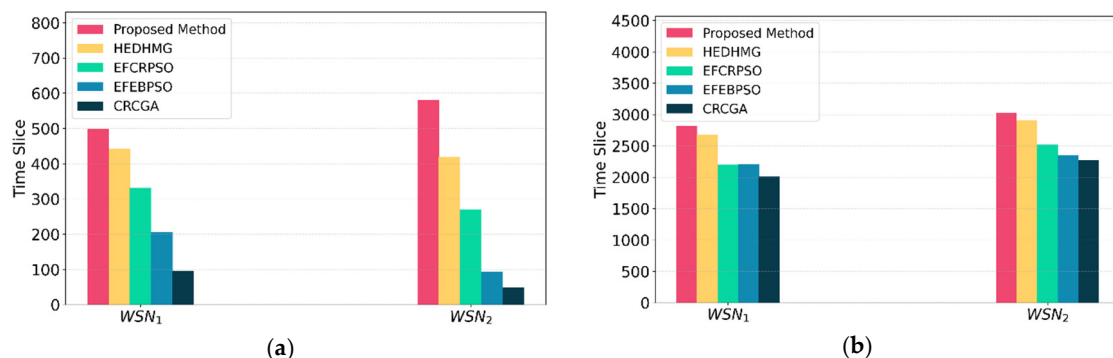 800
700
600
500
400
300
200
100
0
Time Slice
Proposed Method
HEDHMG
EFCRPSO
EFEBPSO
CRCGA
WSN₁
WSN₂
(a)
4500
4000
3500
3000
2500
2000
1500
1000
500
0
Time Slice
Proposed Method
HEDHMG
EFCRPSO
EFEBPSO
CRCGA
WSN₁
WSN₂
(b)